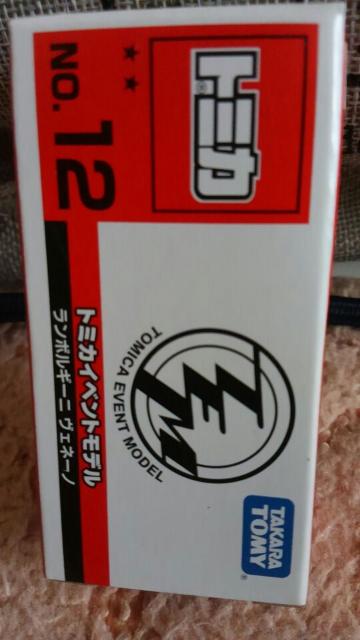 トミカ
®
★★
NO. 12
トミカイベントモデル
ランボルギーニ ヴェネーノ
TEM
TOMICA EVENT MODEL
TAKARA
TOMY
®